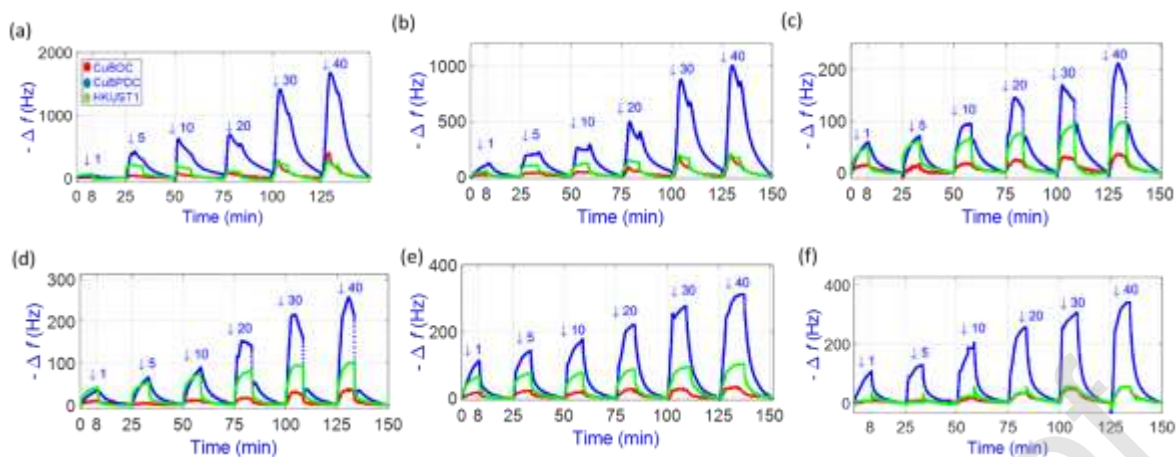 (a)
2000
1000
0
- Δ f (Hz)
CuBDC
CuBPDC
HKUST1
↓ 1
↓ 5
↓ 10
↓ 20
↓ 30
↓ 40
0 8 25 50 75 100 125 150
Time (min)
(b)
1000
500
0
- Δ f (Hz)
↓ 1
↓ 5
↓ 10
↓ 20
↓ 30
↓ 40
0 8 25 50 75 100 125 150
Time (min)
(c)
200
100
0
- Δ f (Hz)
↓ 1
↓ 5
↓ 10
↓ 20
↓ 30
↓ 40
0 8 25 50 75 100 125 150
Time (min)
(d)
300
200
100
0
- Δ f (Hz)
↓ 1
↓ 5
↓ 10
↓ 20
↓ 30
↓ 40
0 8 25 50 75 100 125 150
Time (min)
(e)
400
200
0
- Δ f (Hz)
↓ 1
↓ 5
↓ 10
↓ 20
↓ 30
↓ 40
0 8 25 50 75 100 125 150
Time (min)
(f)
400
200
0
- Δ f (Hz)
↓ 1
↓ 5
↓ 10
↓ 20
↓ 30
↓ 40
8 25 50 75 100 125 150
Time (min)